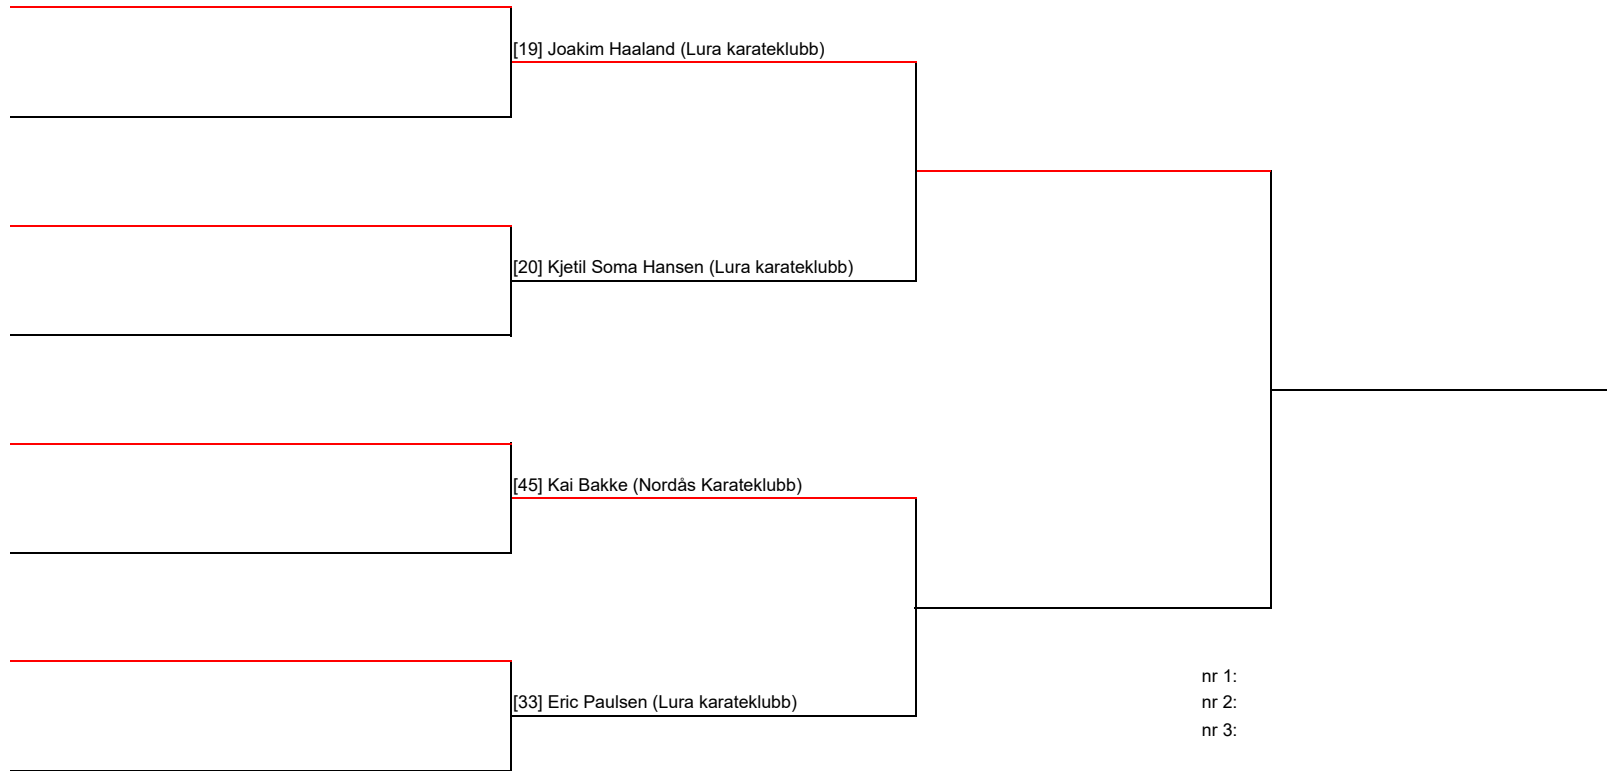 [19] Joakim Haaland (Lura karateklubb)
[20] Kjetil Soma Hansen (Lura karateklubb)
[45] Kai Bakke (Nordås Karateklubb)
[33] Eric Paulsen (Lura karateklubb)
nr 1:
nr 2:
nr 3: